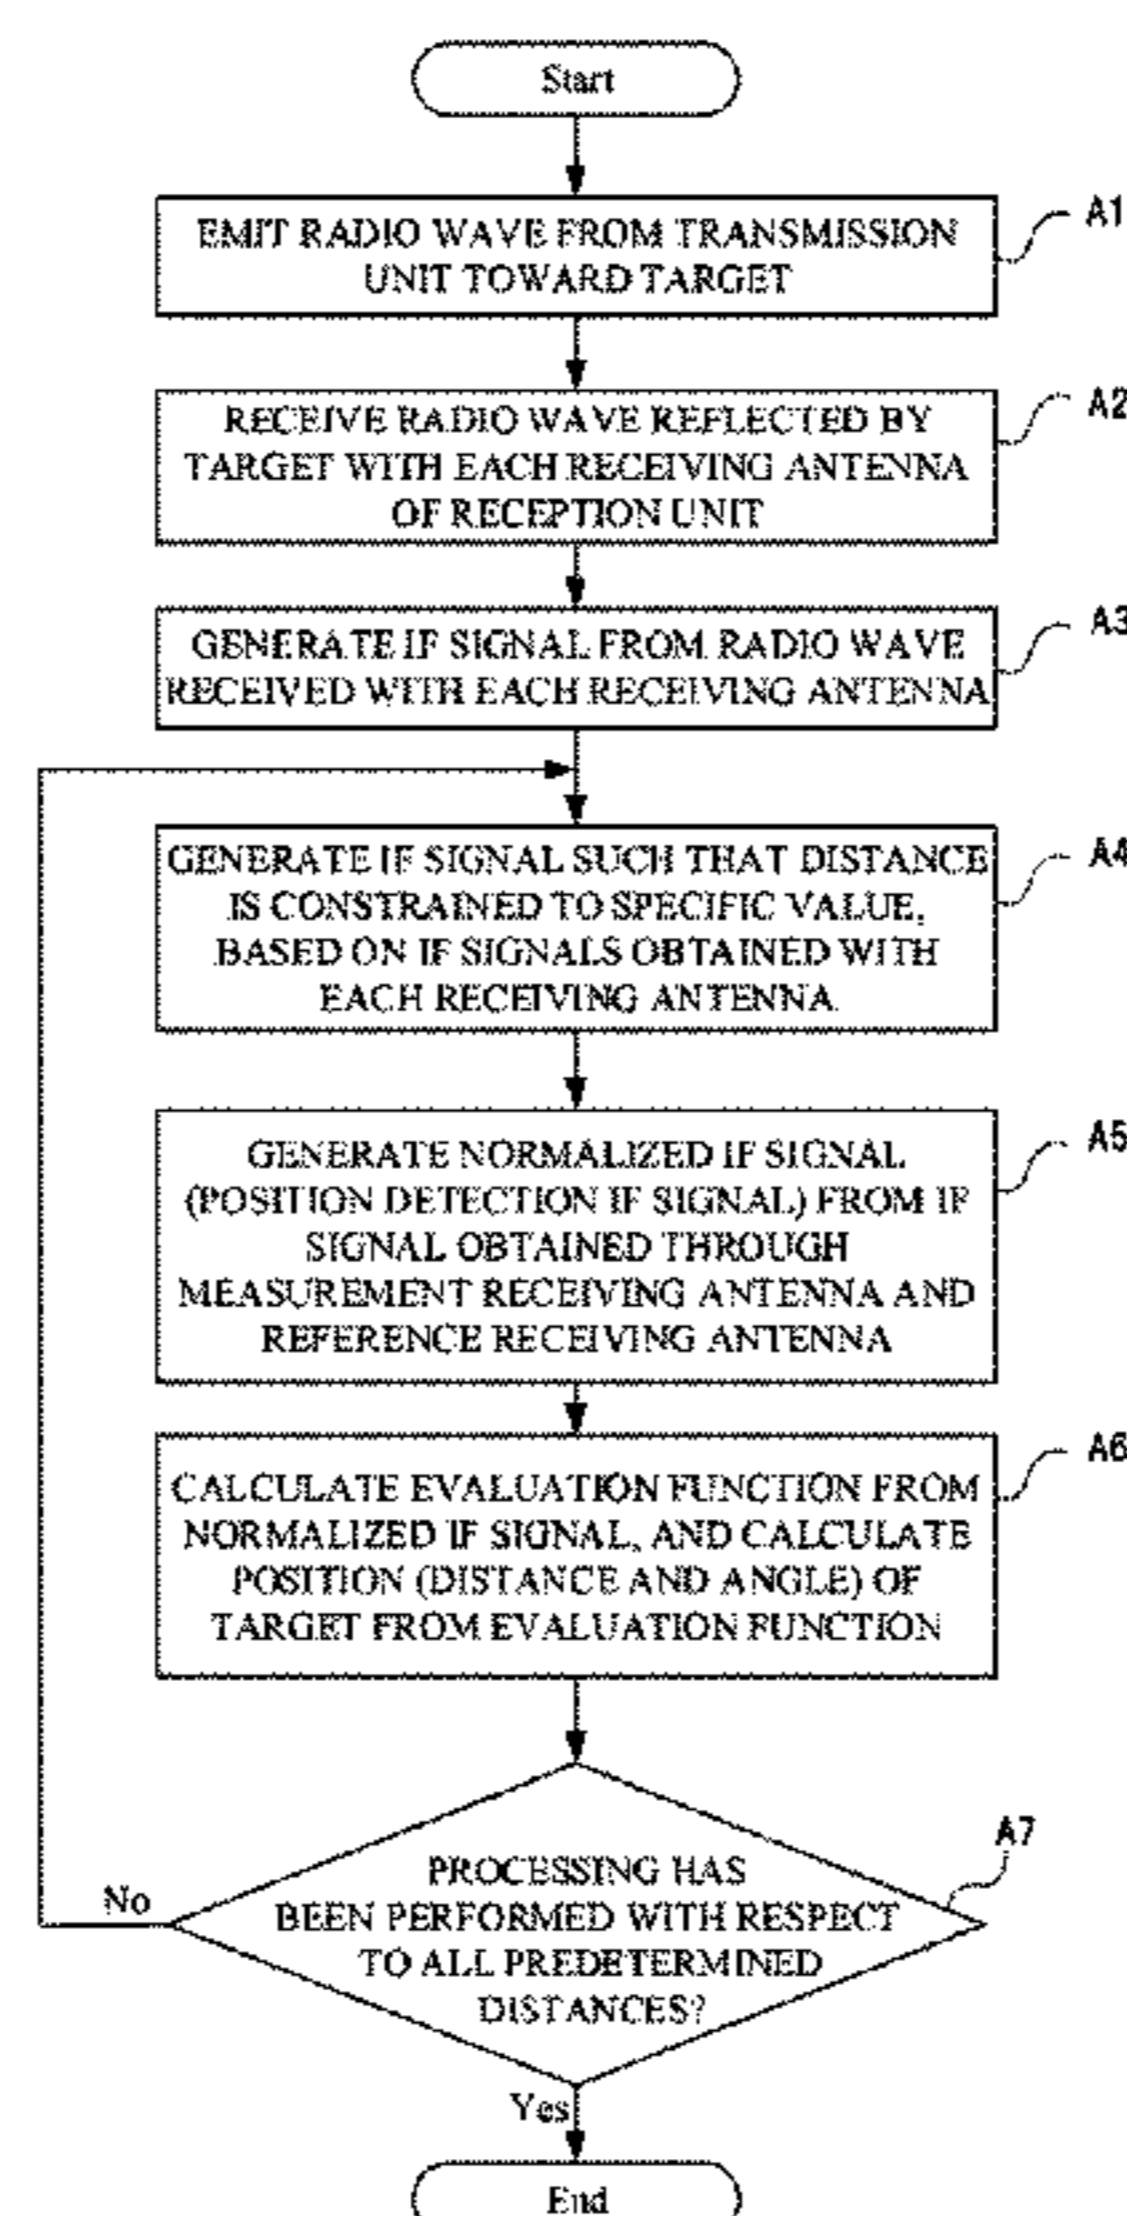 Start
EMIT RADIO WAVE FROM TRANSMISSION
UNIT TOWARD TARGET
A1
RECEIVE RADIO WAVE REFLECTED BY
TARGET WITH EACH RECEIVING ANTENNA
OF RECEPTION UNIT
A2
GENERATE IF SIGNAL FROM RADIO WAVE
RECEIVED WITH EACH RECEIVING ANTENNA
A3
GENERATE IF SIGNAL SUCH THAT DISTANCE
IS CONSTRAINED TO SPECIFIC VALUE,
BASED ON IF SIGNALS OBTAINED WITH
EACH RECEIVING ANTENNA
A4
GENERATE NORMALIZED IF SIGNAL
(POSITION DETECTION IF SIGNAL) FROM IF
SIGNAL OBTAINED THROUGH
MEASUREMENT RECEIVING ANTENNA AND
REFERENCE RECEIVING ANTENNA
A5
CALCULATE EVALUATION FUNCTION FROM
NORMALIZED IF SIGNAL, AND CALCULATE
POSITION (DISTANCE AND ANGLE) OF
TARGET FROM EVALUATION FUNCTION
A6
PROCESSING HAS
BEEN PERFORMED WITH RESPECT
TO ALL PREDETERMINED
DISTANCES?
A7
No
Yes
End